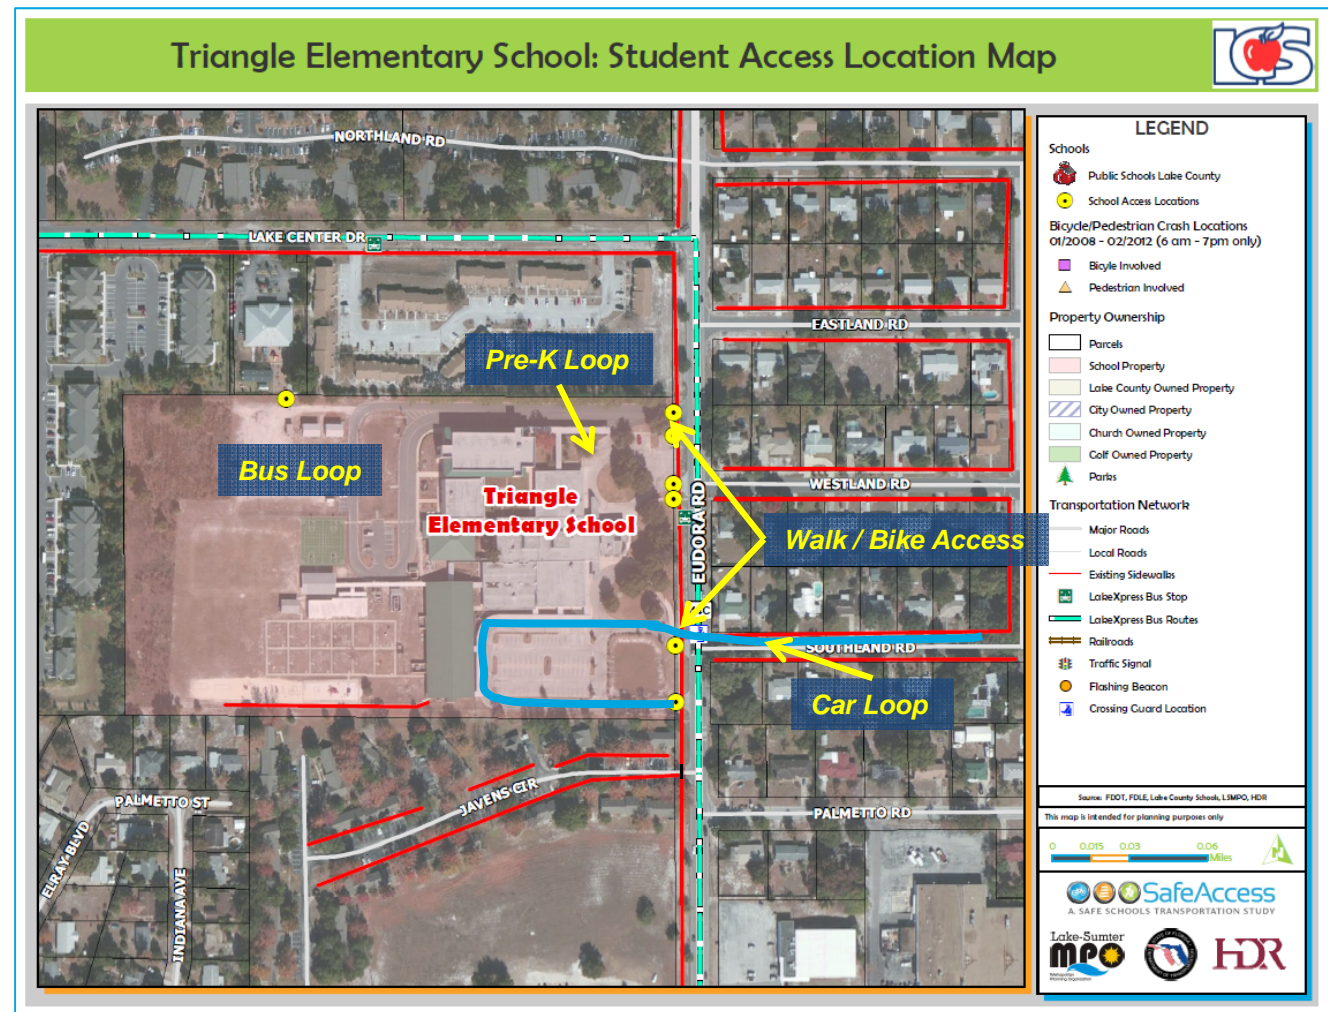 Triangle Elementary School: Student Access Location Map
LCS
NORTHLAND RD
LAKE CENTER DR
EASTLAND RD
Pre-K Loop
Bus Loop
WESTLAND RD
Triangle
Elementary School
EUDORA RD
Walk / Bike Access
SOUTHLAND RD
Car Loop
JAVENS CIR
PALMETTO ST
PALMETTO RD
ELRAY BLVD
INDIANA AVE
LEGEND
Schools
Public Schools Lake County
School Access Locations
Bicycle/Pedestrian Crash Locations
01/2008 - 02/2012 (6 am - 7pm only)
Bicyle Involved
Pedestrian Involved
Property Ownership
Parcels
School Property
Lake County Owned Property
City Owned Property
Church Owned Property
Golf Owned Property
Parks
Transportation Network
Major Roads
Local Roads
Existing Sidewalks
LakeXpress Bus Stop
LakeXpress Bus Routes
Railroads
Traffic Signal
Flashing Beacon
Crossing Guard Location
Source: FDOT, FDLE, Lake County Schools, LSMPO, HDR
This map is intended for planning purposes only
0 0.015 0.03 0.06
Miles
N
SafeAccess
A SAFE SCHOOLS TRANSPORTATION STUDY
Lake-Sumter
MPO
Metropolitan
Planning Organization
HDR